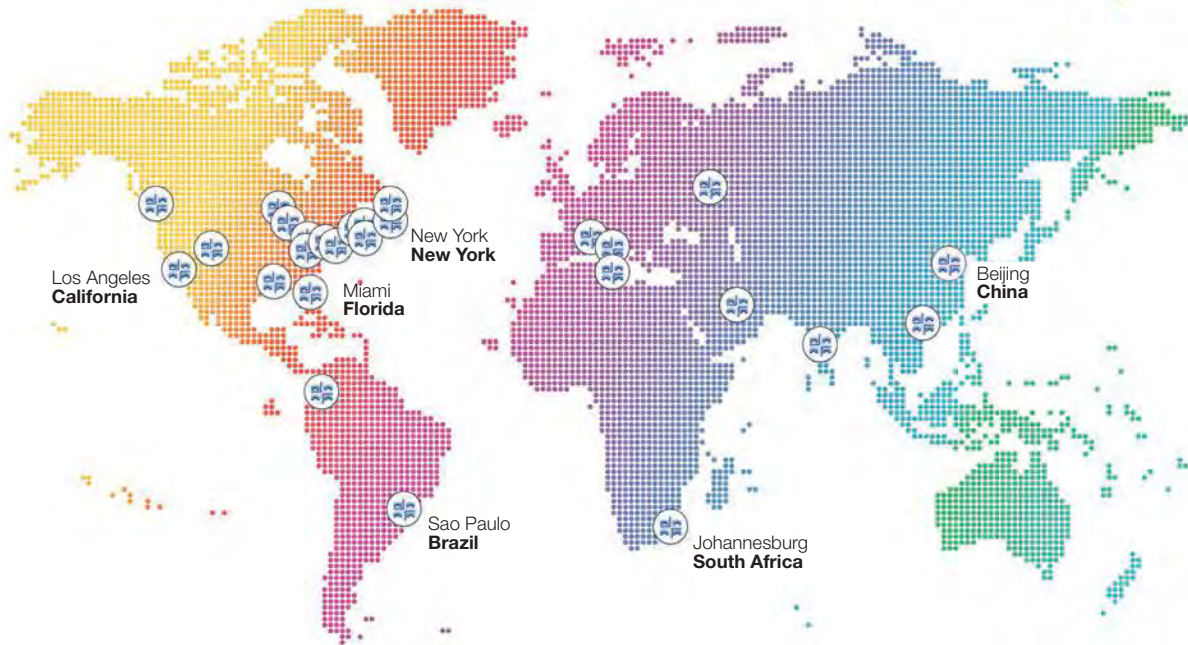 New York
New York
Los Angeles
California
Miami
Florida
Beijing
China
Sao Paulo
Brazil
Johannesburg
South Africa